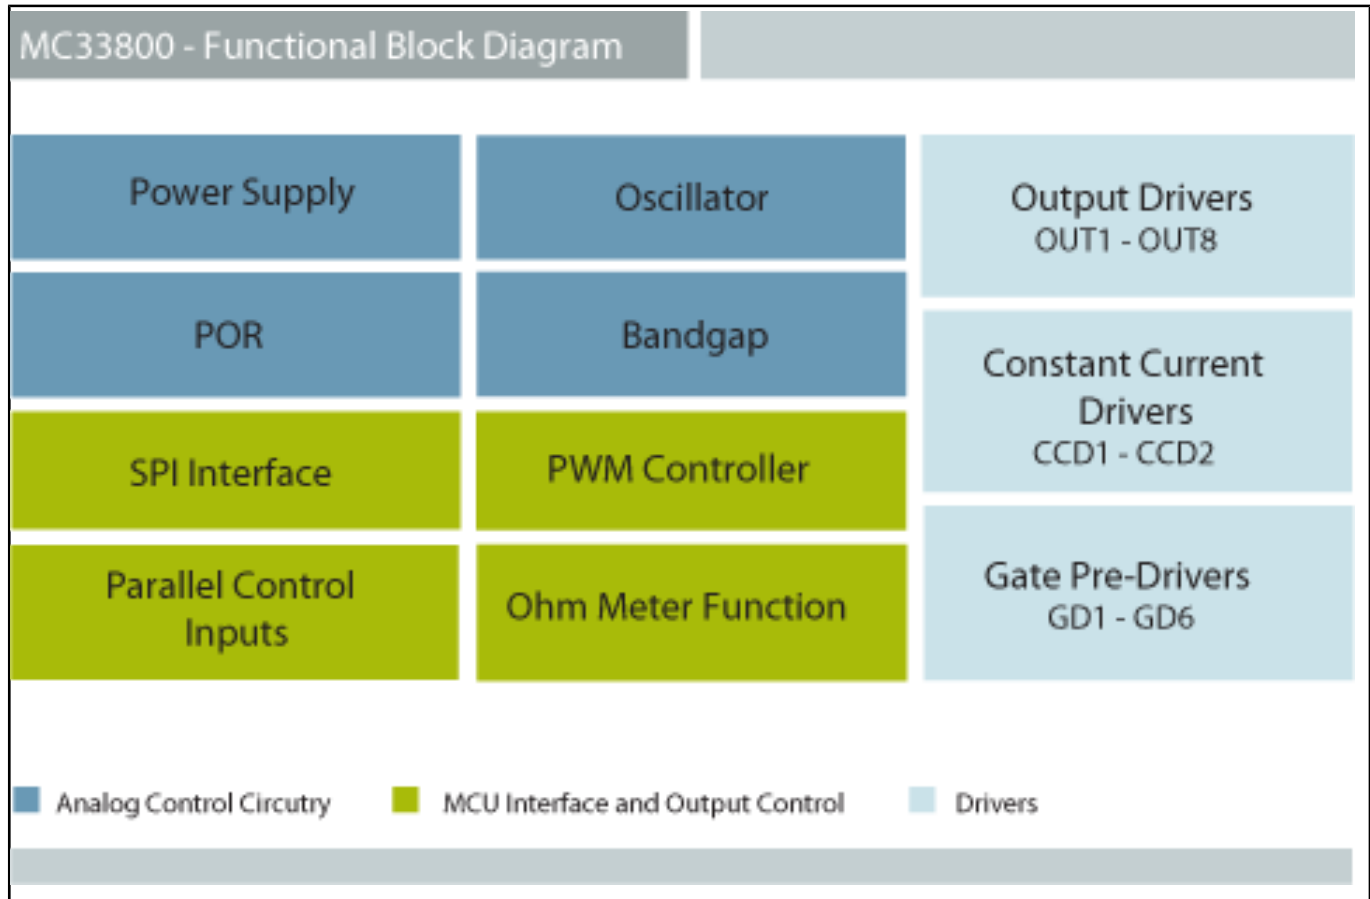 MC33800 - Functional Block Diagram
Power Supply
Oscillator
Output Drivers
OUT1 - OUT8
POR
Bandgap
Constant Current
Drivers
CCD1 - CCD2
SPI Interface
PWM Controller
Parallel Control
Inputs
Ohm Meter Function
Gate Pre-Drivers
GD1 - GD6
Analog Control Circutry
MCU Interface and Output Control
Drivers